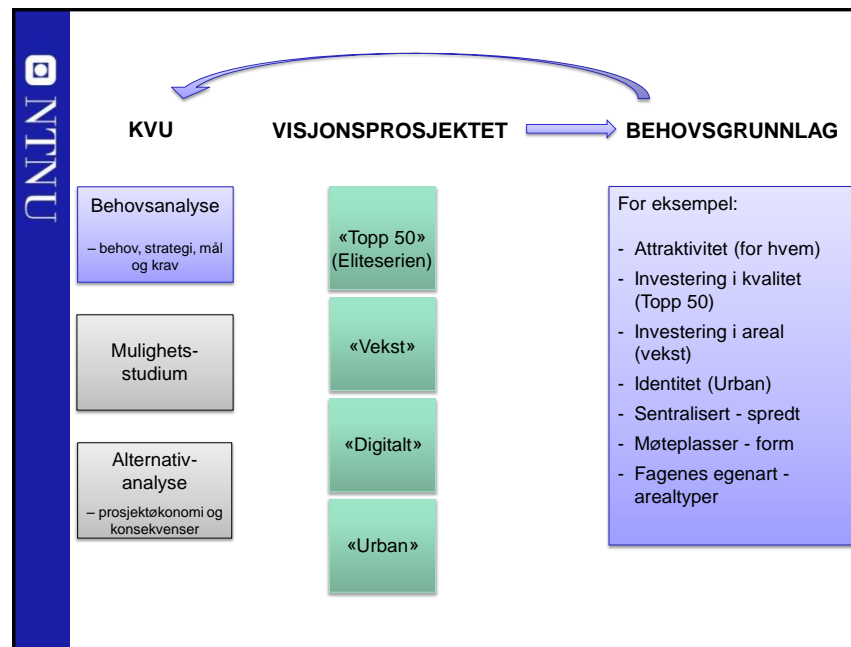 NTNU
KVU
VISJONSPROSJEKTET
BEHOVSGRUNNLAG
Behovsanalyse
– behov, strategi, mål
og krav
Mulighets-
studium
Alternativ-
analyse
– prosjektøkonomi og
konsekvenser
«Topp 50»
(Eliteserien)
«Vekst»
«Digitalt»
«Urban»
For eksempel:
- Attraktivitet (for hvem)
- Investering i kvalitet
(Topp 50)
- Investering i areal
(vekst)
- Identitet (Urban)
- Sentralisert - spredt
- Møteplasser - form
- Fagenes egenart -
arealtyper